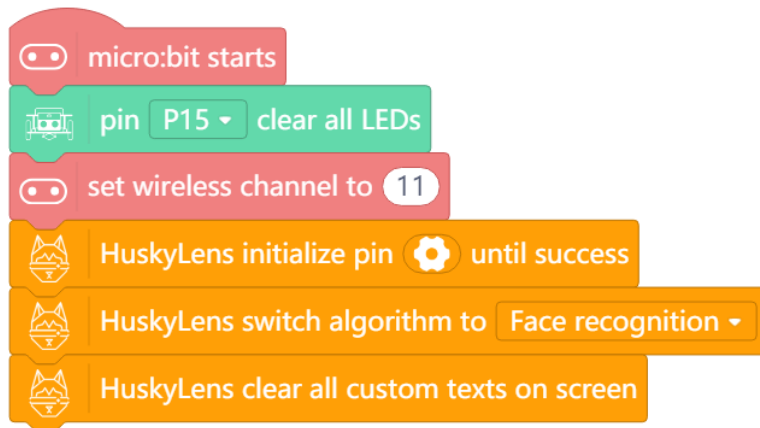 micro:bit starts
pin P15 clear all LEDs
set wireless channel to 11
HuskyLens initialize pin until success
HuskyLens switch algorithm to Face recognition
HuskyLens clear all custom texts on screen